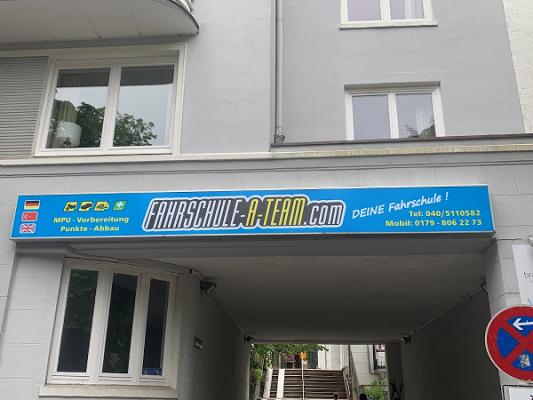 MPU - Vorbereitung
Punkte - Abbau
FAHRSCHULE-A-TEAM.com
DEINE Fahrschule !
Tel: 040/5110582
Mobil: 0179 - 806 22 73